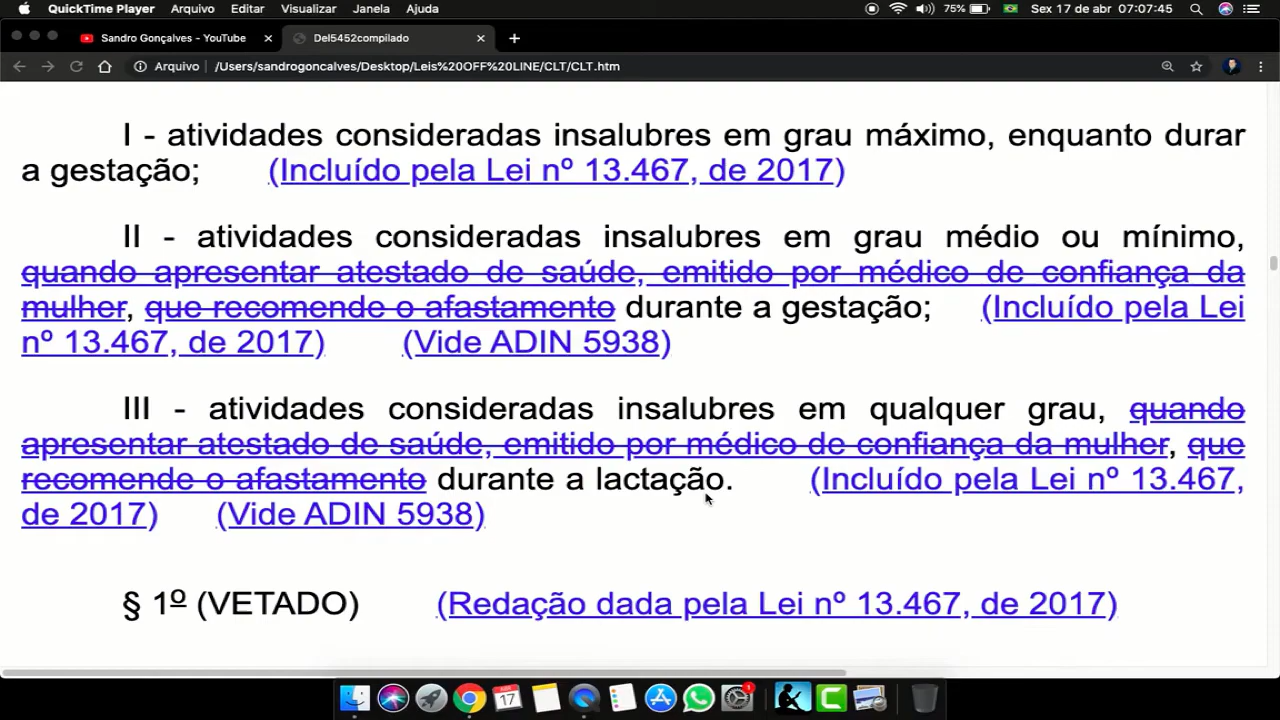 QuickTime Player Arquivo Editar Visualizar Janela Ajuda 75% Sex 17 de abr 07:07:45
Sandro Gonçalves - YouTube Del5452compilado
Arquivo /Users/sandrogoncalves/Desktop/Leis%20OFF%20LINE/CLT/CLT.htm
I - atividades consideradas insalubres em grau máximo, enquanto durar
a gestação; (Incluído pela Lei nº 13.467, de 2017)
II - atividades consideradas insalubres em grau médio ou mínimo,
quando apresentar atestado de saúde, emitido por médico de confiança da
mulher, que recomende o afastamento durante a gestação; (Incluído pela Lei
nº 13.467, de 2017) (Vide ADIN 5938)
III - atividades consideradas insalubres em qualquer grau, quando
apresentar atestado de saúde, emitido por médico de confiança da mulher, que
recomende o afastamento durante a lactação. (Incluído pela Lei nº 13.467,
de 2017) (Vide ADIN 5938)
§ 1º (VETADO) (Redação dada pela Lei nº 13.467, de 2017)
17
1